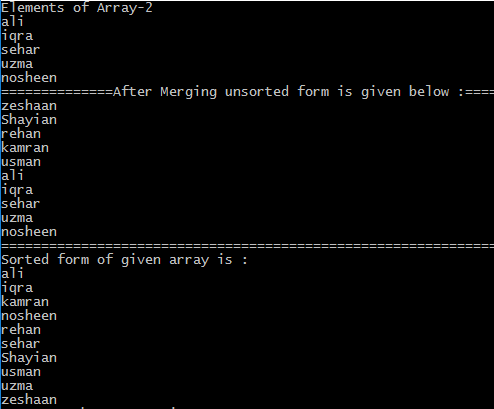 Elements of Array-2
ali
iqra
sehar
uzma
nosheen
==============After Merging unsorted form is given below :====
zeshaan
Shayian
rehan
kamran
usman
ali
iqra
sehar
uzma
nosheen
==============================================================
Sorted form of given array is :
ali
iqra
kamran
nosheen
rehan
sehar
Shayian
usman
uzma
zeshaan